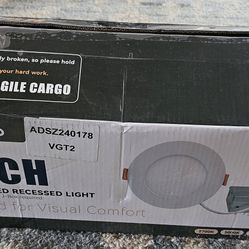 ly broken, so please hold
your hard work.
AGILE CARGO
ADSZ240178
VGT2
CH
ED RECESSED LIGHT
d for Visual Comfort
2700K